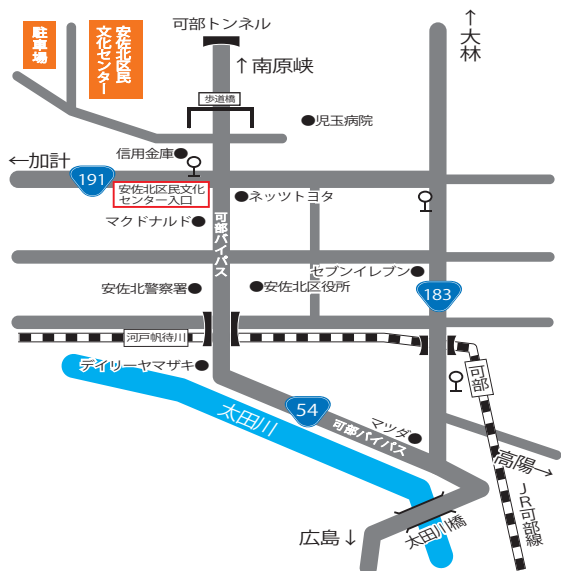 可部トンネル
↑南原峡
↑大林
駐車場
安佐北区民
文化センター
歩道橋
児玉病院
信用金庫
←加計
191
安佐北区民文化
センター入口
ネッツトヨタ
マクドナルド
可部バイパス
セブンイレブン
安佐北警察署
安佐北区役所
183
河戸帆待川
デイリーヤマザキ
可部
太田川
54
可部バイパス
マツダ
高陽→
JR可部線
広島↓
太田川橋